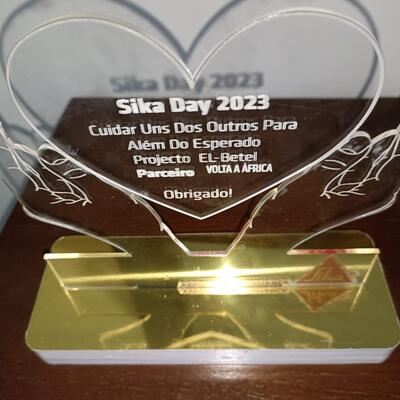 Sika Day 2023
Cuidar Uns Dos Outros Para
Além Do Esperado
Projecto EL-Betel
Parceiro VOLTA A ÁFRICA
Obrigado!